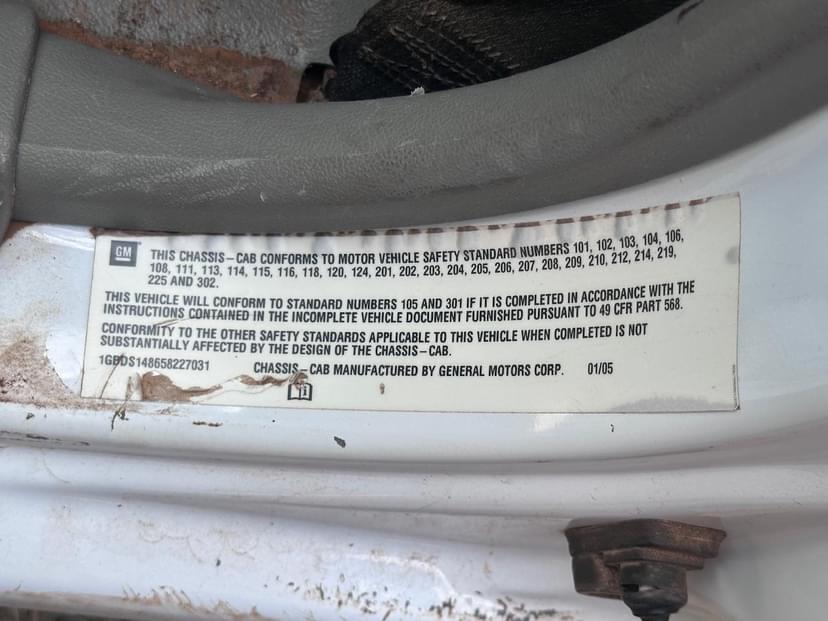 GM
THIS CHASSIS-CAB CONFORMS TO MOTOR VEHICLE SAFETY STANDARD NUMBERS 101, 102, 103, 104, 106,
108, 111, 113, 114, 115, 116, 118, 120, 124, 201, 202, 203, 204, 205, 206, 207, 208, 209, 210, 212, 214, 219,
225 AND 302.
THIS VEHICLE WILL CONFORM TO STANDARD NUMBERS 105 AND 301 IF IT IS COMPLETED IN ACCORDANCE WITH THE
INSTRUCTIONS CONTAINED IN THE INCOMPLETE VEHICLE DOCUMENT FURNISHED PURSUANT TO 49 CFR PART 568.
CONFORMITY TO THE OTHER SAFETY STANDARDS APPLICABLE TO THIS VEHICLE WHEN COMPLETED IS NOT
SUBSTANTIALLY AFFECTED BY THE DESIGN OF THE CHASSIS-CAB.
1GBDS148658227031 CHASSIS-CAB MANUFACTURED BY GENERAL MOTORS CORP. 01/05